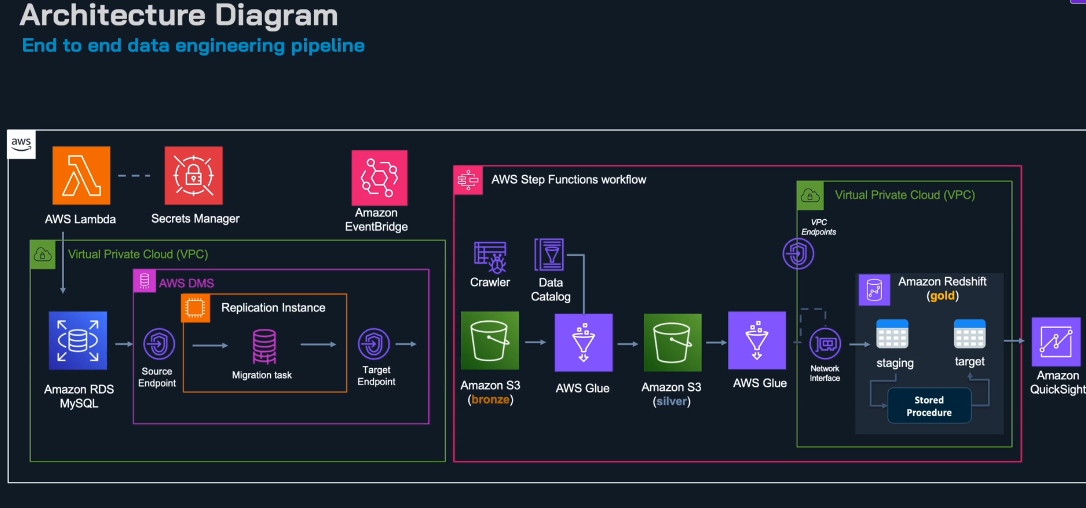 Architecture Diagram
End to end data engineering pipeline
aws
AWS Lambda
Secrets Manager
Amazon
EventBridge
Virtual Private Cloud (VPC)
AWS DMS
Replication Instance
Amazon RDS
MySQL
Source
Endpoint
Migration task
Target
Endpoint
AWS Step Functions workflow
Crawler
Data
Catalog
Amazon S3
(bronze)
AWS Glue
Amazon S3
(silver)
AWS Glue
Virtual Private Cloud (VPC)
VPC
Endpoints
Network
Interface
Amazon Redshift
(gold)
staging
target
Stored
Procedure
Amazon
QuickSight